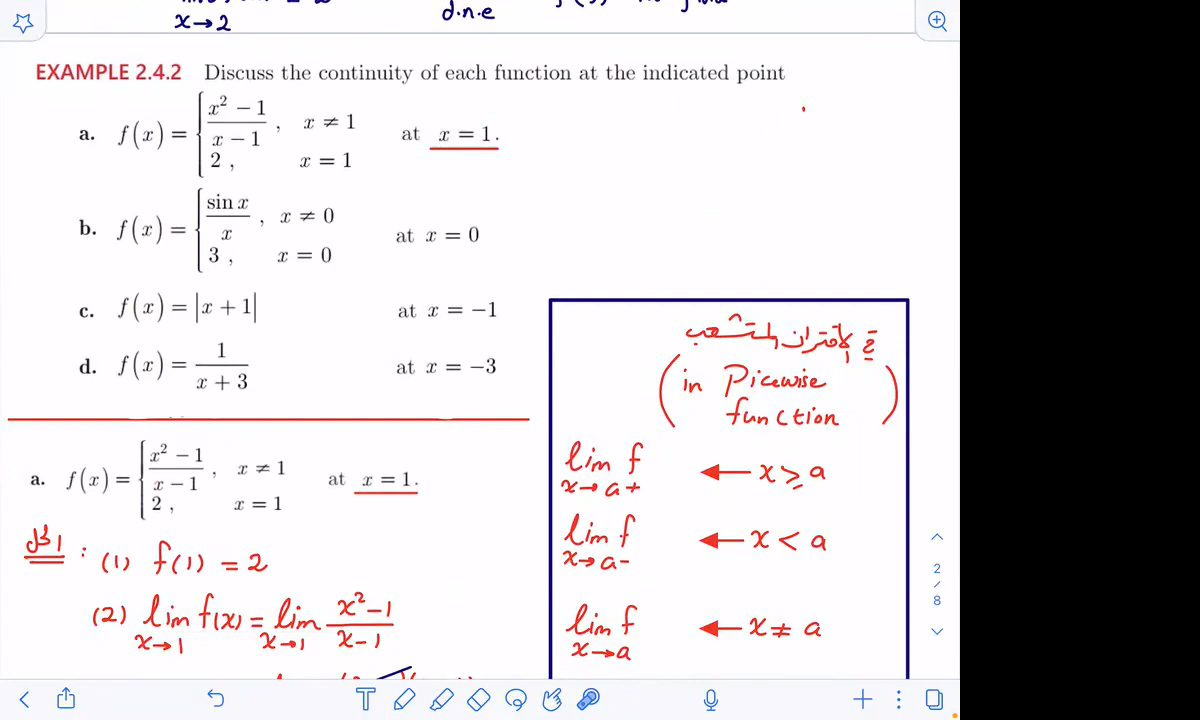 x→2
d.n.e
EXAMPLE 2.4.2 Discuss the continuity of each function at the indicated point
a. f(x) = { (x² − 1)/(x − 1) , x ≠ 1
2 , x = 1
at x = 1.
b. f(x) = { sin x / x , x ≠ 0
3 , x = 0
at x = 0
c. f(x) = |x + 1| at x = −1
d. f(x) = 1/(x + 3) at x = −3
a. f(x) = { (x² − 1)/(x − 1) , x ≠ 1
2 , x = 1
at x = 1.
الحل :
(1) f(1) = 2
(2) lim f(x) = lim (x²−1)/(x−1)
x→1 x→1
في الاقتران المتشعب
(in Picewise
function)
lim f ← x ≥ a
x→a+
lim f ← x < a
x→a-
lim f ← x ≠ a
x→a
2
/
8
T